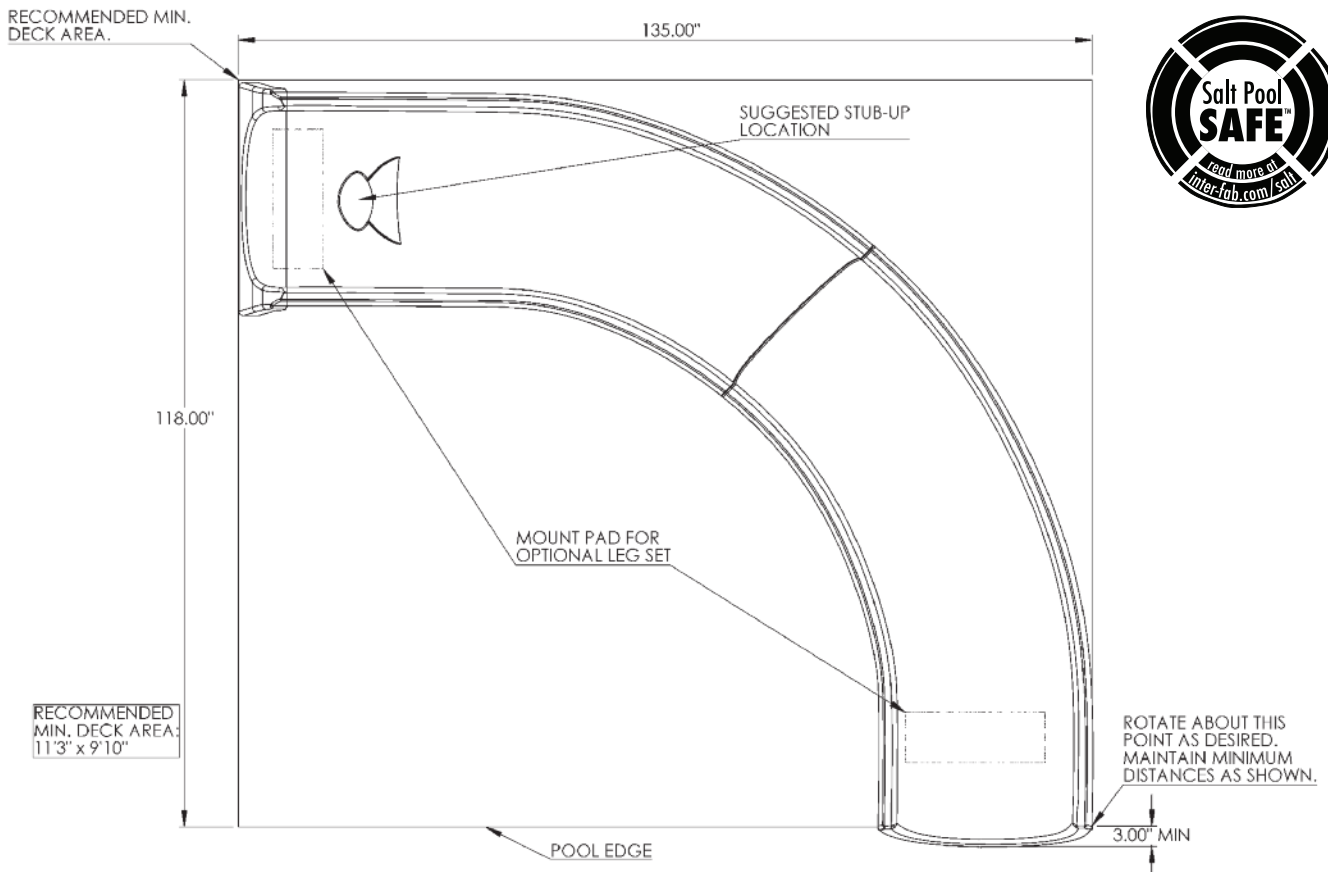 RECOMMENDED MIN.
DECK AREA.
135.00"
Salt Pool
SAFE™
read more at
inter-fab.com/salt
SUGGESTED STUB-UP
LOCATION
118.00"
MOUNT PAD FOR
OPTIONAL LEG SET
RECOMMENDED
MIN. DECK AREA:
11'3" x 9'10"
ROTATE ABOUT THIS
POINT AS DESIRED.
MAINTAIN MINIMUM
DISTANCES AS SHOWN.
3.00" MIN
POOL EDGE